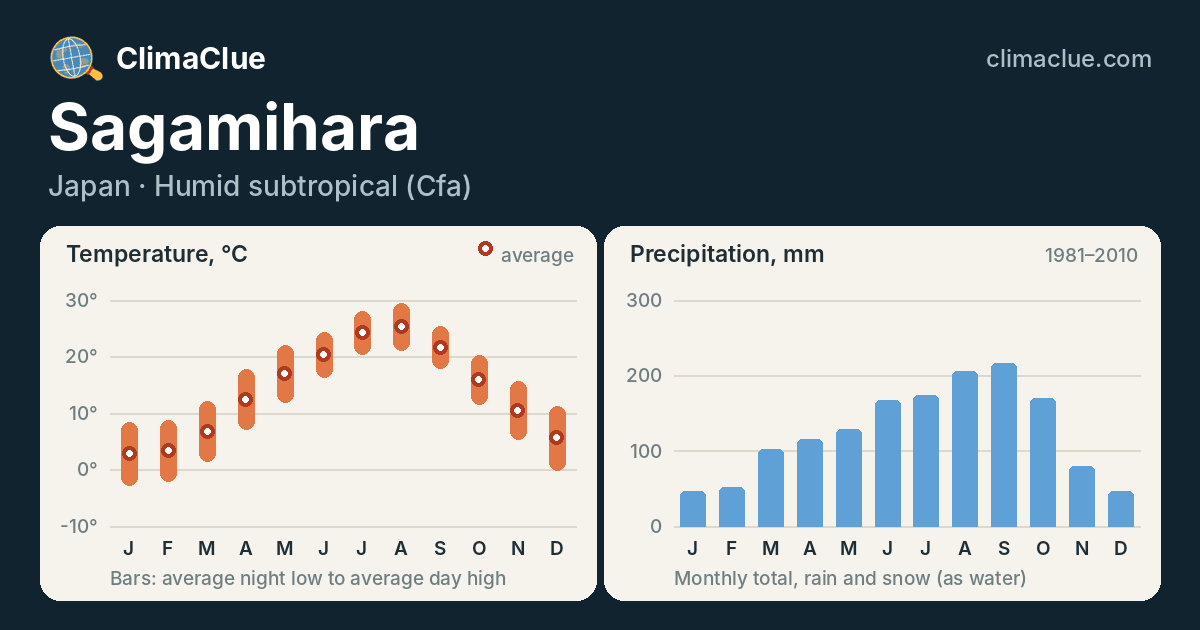 ClimaClue
climaclue.com
Sagamihara
Japan · Humid subtropical (Cfa)
Temperature, °C
average
30°
20°
10°
0°
-10°
J F M A M J J A S O N D
Bars: average night low to average day high
Precipitation, mm
1981–2010
300
200
100
0
J F M A M J J A S O N D
Monthly total, rain and snow (as water)